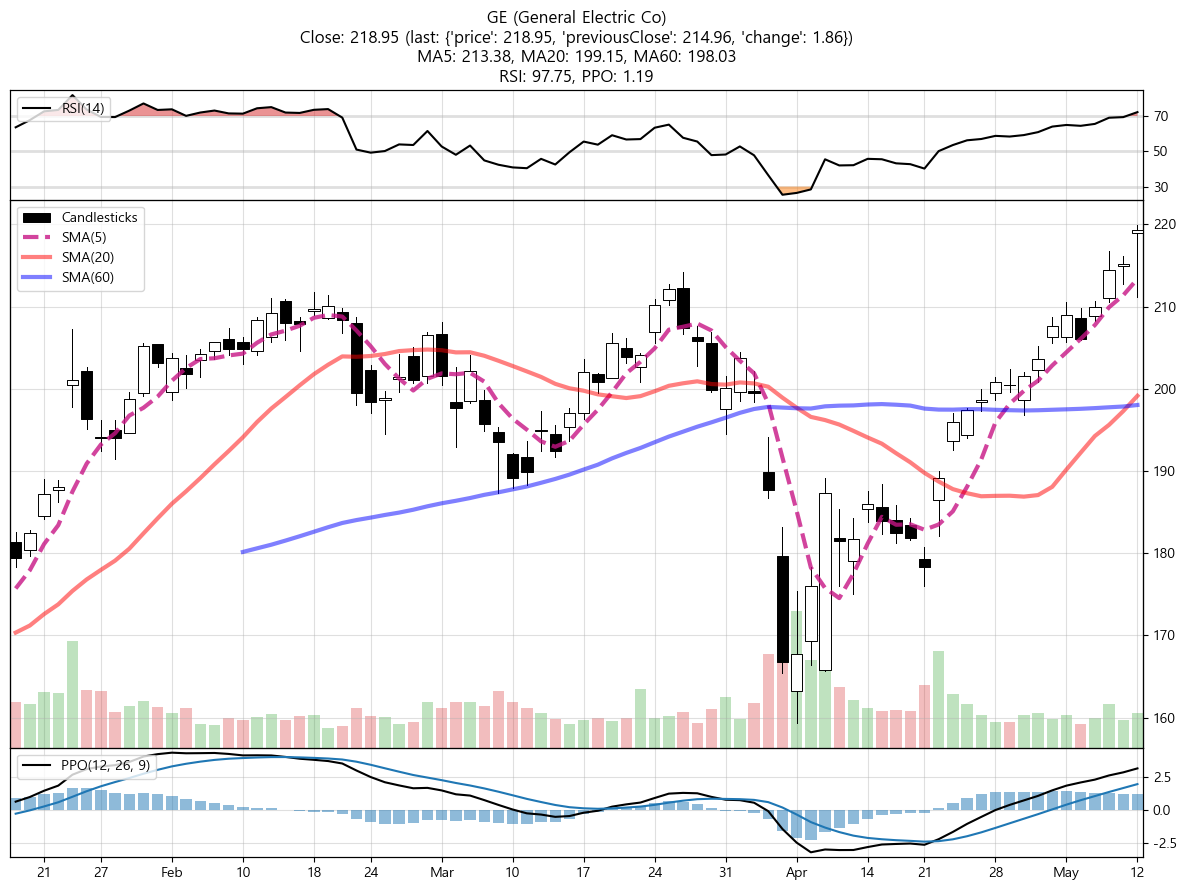 GE (General Electric Co)
Close: 218.95 (last: {'price': 218.95, 'previousClose': 214.96, 'change': 1.86})
MA5: 213.38, MA20: 199.15, MA60: 198.03
RSI: 97.75, PPO: 1.19
RSI(14)
70
50
30
Candlesticks
SMA(5)
SMA(20)
SMA(60)
220
210
200
190
180
170
160
PPO(12, 26, 9)
2.5
0.0
−2.5
21 27 Feb 10 18 24 Mar 10 17 24 31 Apr 14 21 28 May 12